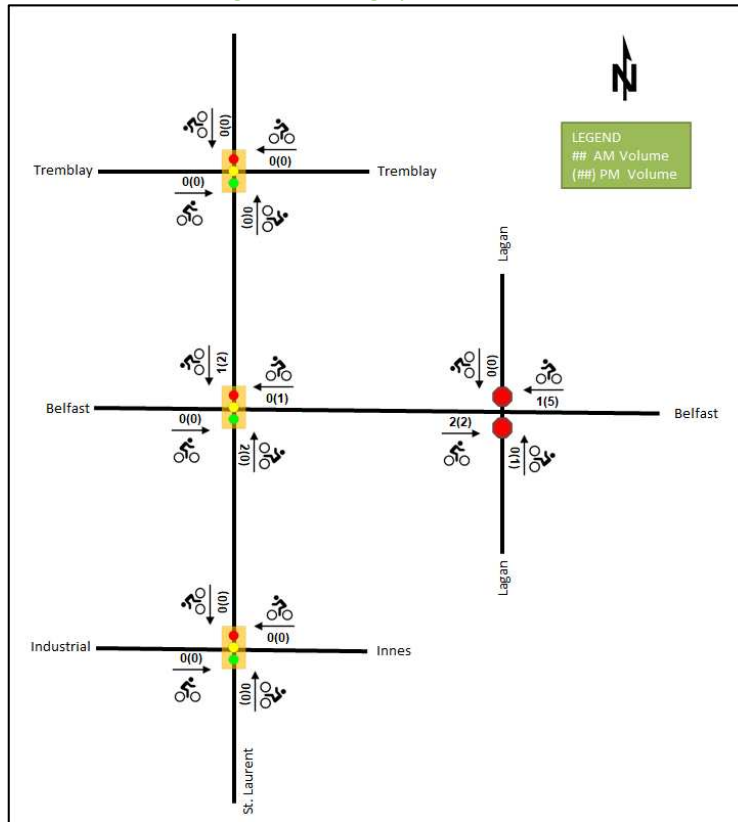 N
LEGEND
## AM Volume
(##) PM Volume
0(0)
0(0)
Tremblay
Tremblay
0(0)
0(0)
Lagan
1(2)
0(0)
0(1)
1(5)
Belfast
Belfast
0(0)
2(2)
2(0)
0(1)
Lagan
0(0)
0(0)
Industrial
Innes
0(0)
0(0)
St. Laurent